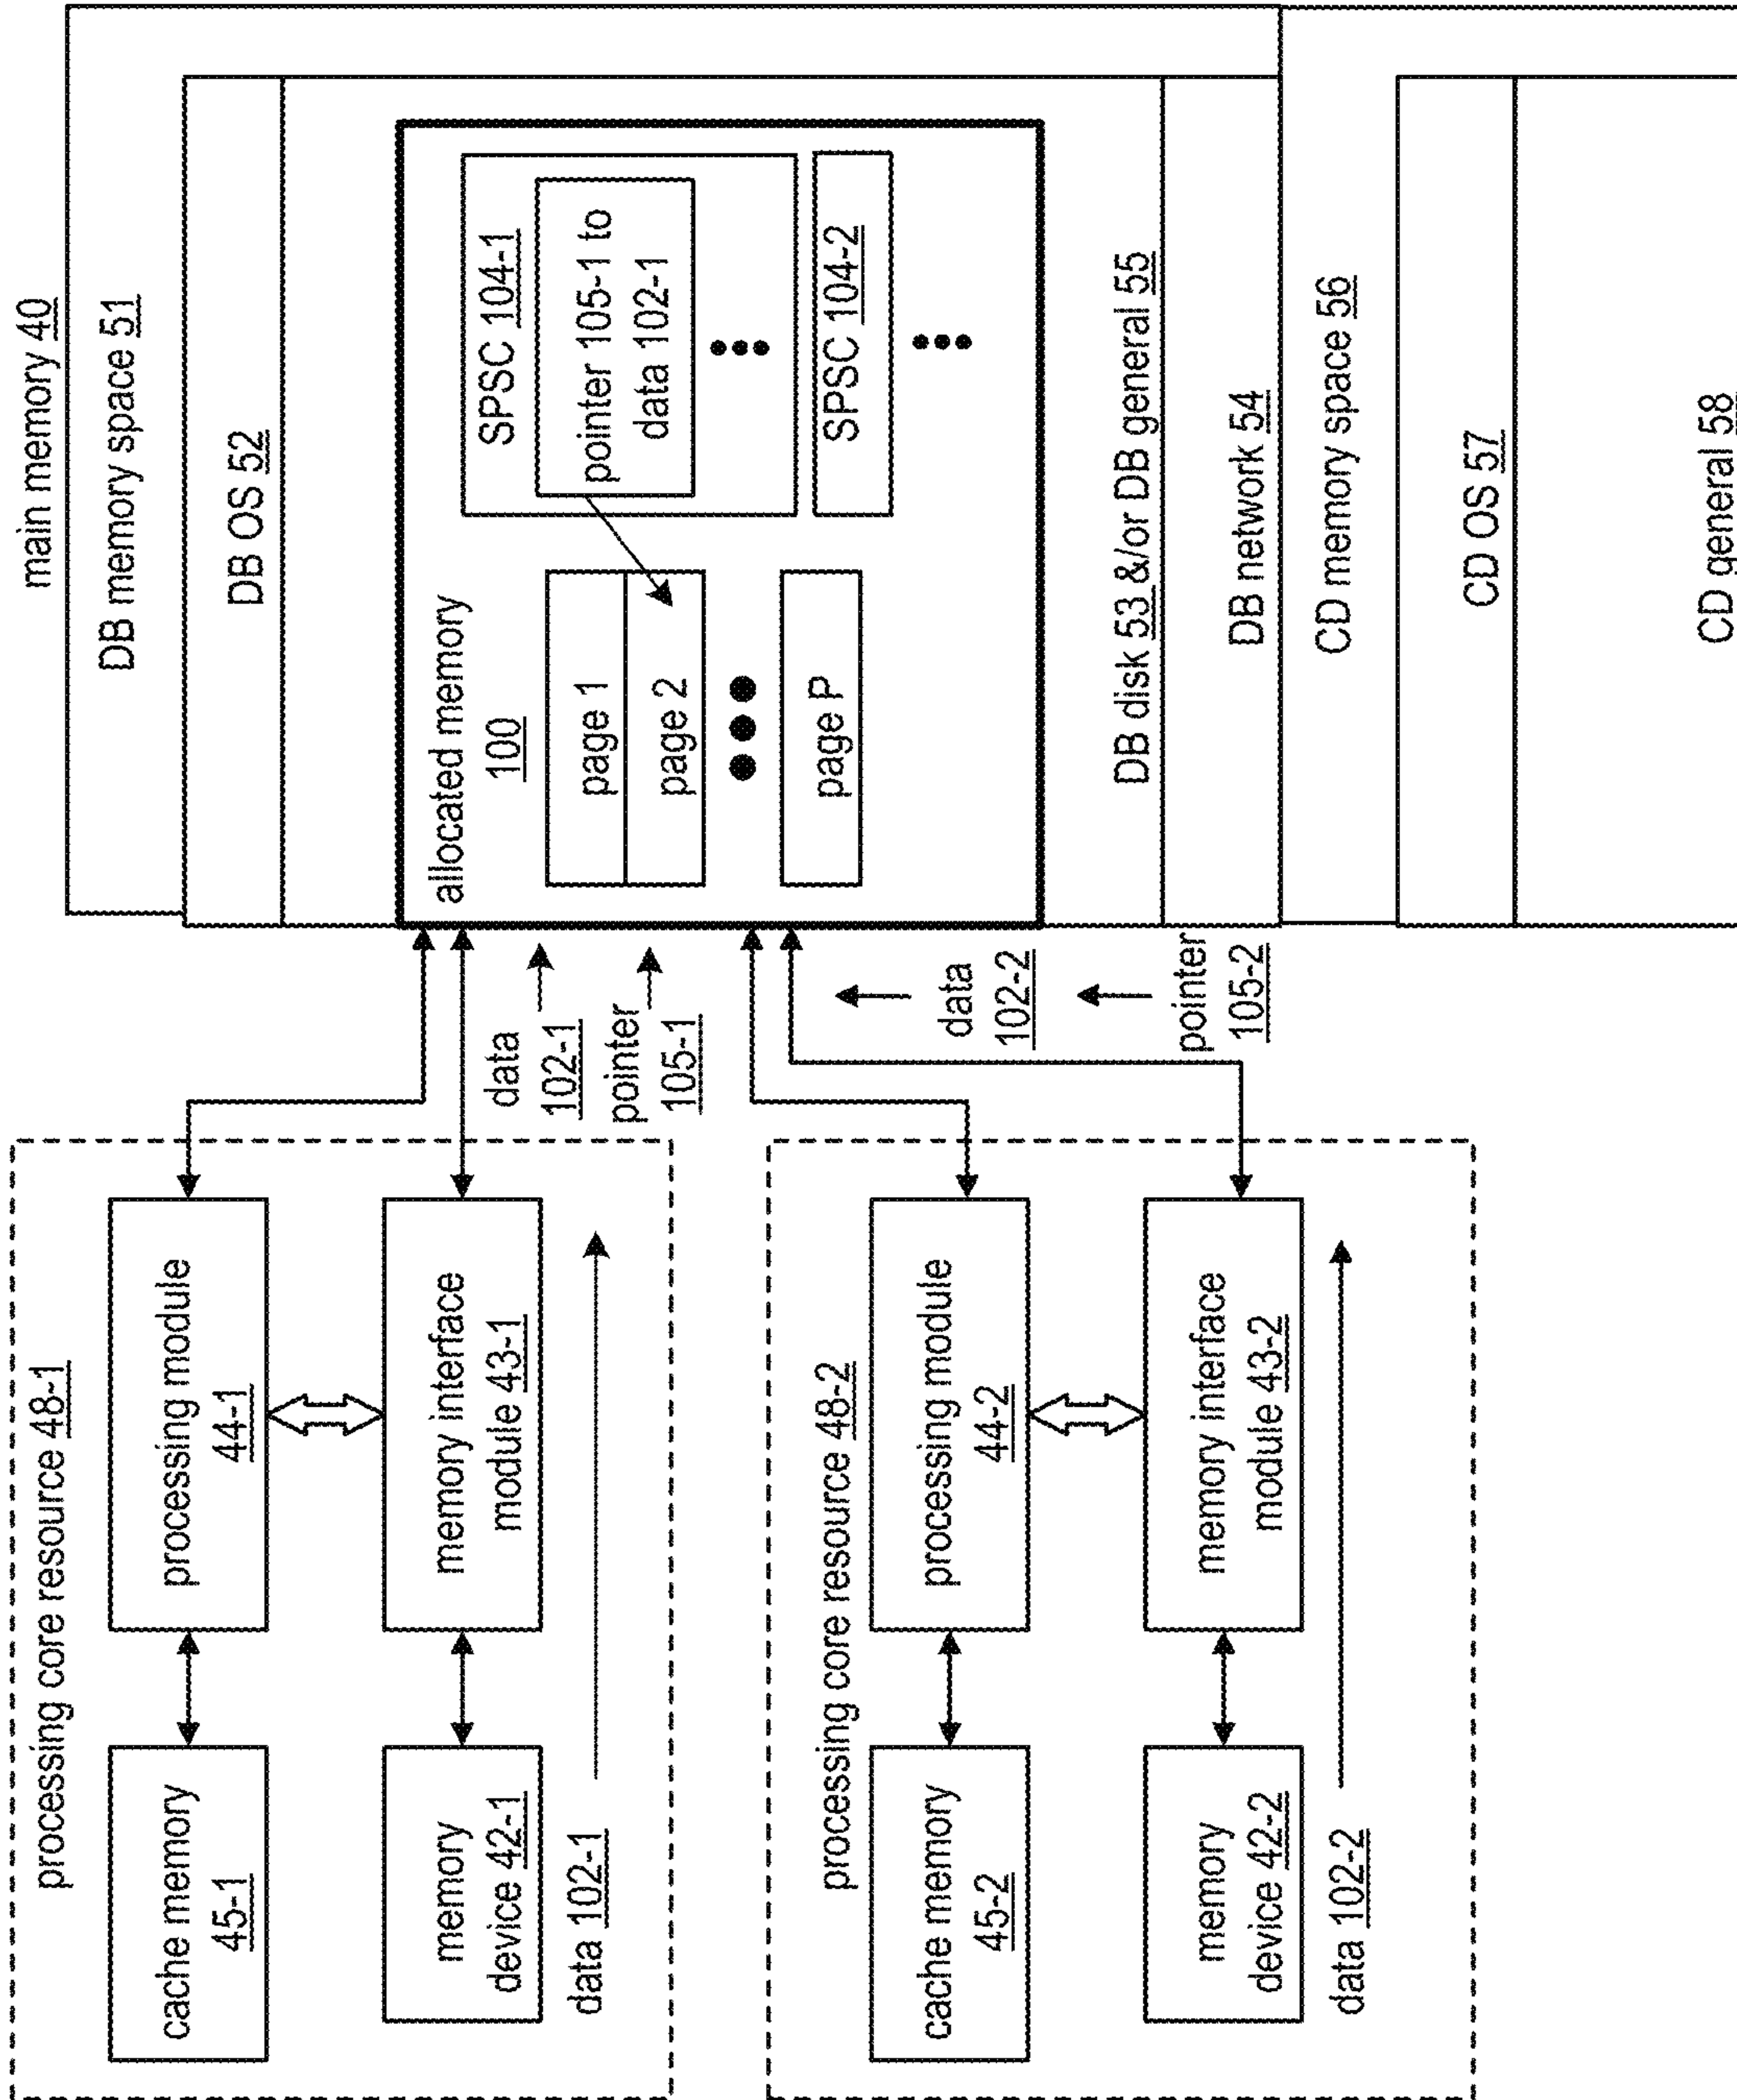 processing core resource 48-1
cache memory
45-1
processing module
44-1
memory
device 42-1
memory interface
module 43-1
data 102-1
processing core resource 48-2
cache memory
45-2
processing module
44-2
memory
device 42-2
memory interface
module 43-2
data 102-2
data
102-1
pointer
105-1
data
102-2
pointer
105-2
main memory 40
DB memory space 51
DB OS 52
allocated memory
100
page 1
page 2
page P
SPSC 104-1
pointer 105-1 to
data 102-1
SPSC 104-2
DB disk 53 &/or DB general 55
DB network 54
CD memory space 56
CD OS 57
CD general 58